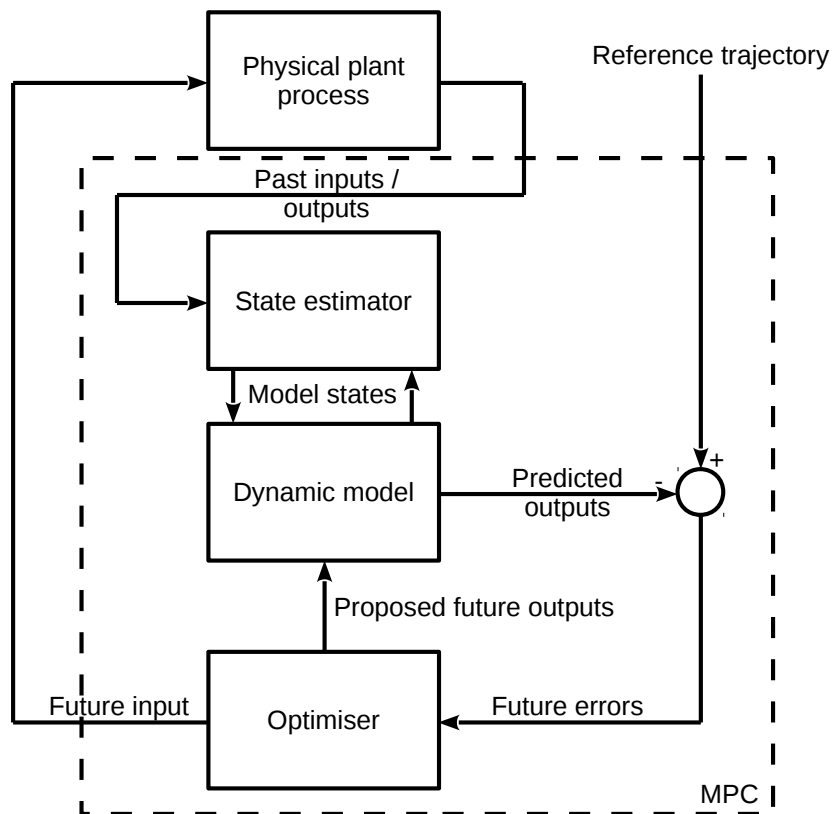 Physical plant
process
Reference trajectory
Past inputs /
outputs
State estimator
Model states
+
-
Dynamic model
Predicted
outputs
Proposed future outputs
Future input
Optimiser
Future errors
MPC